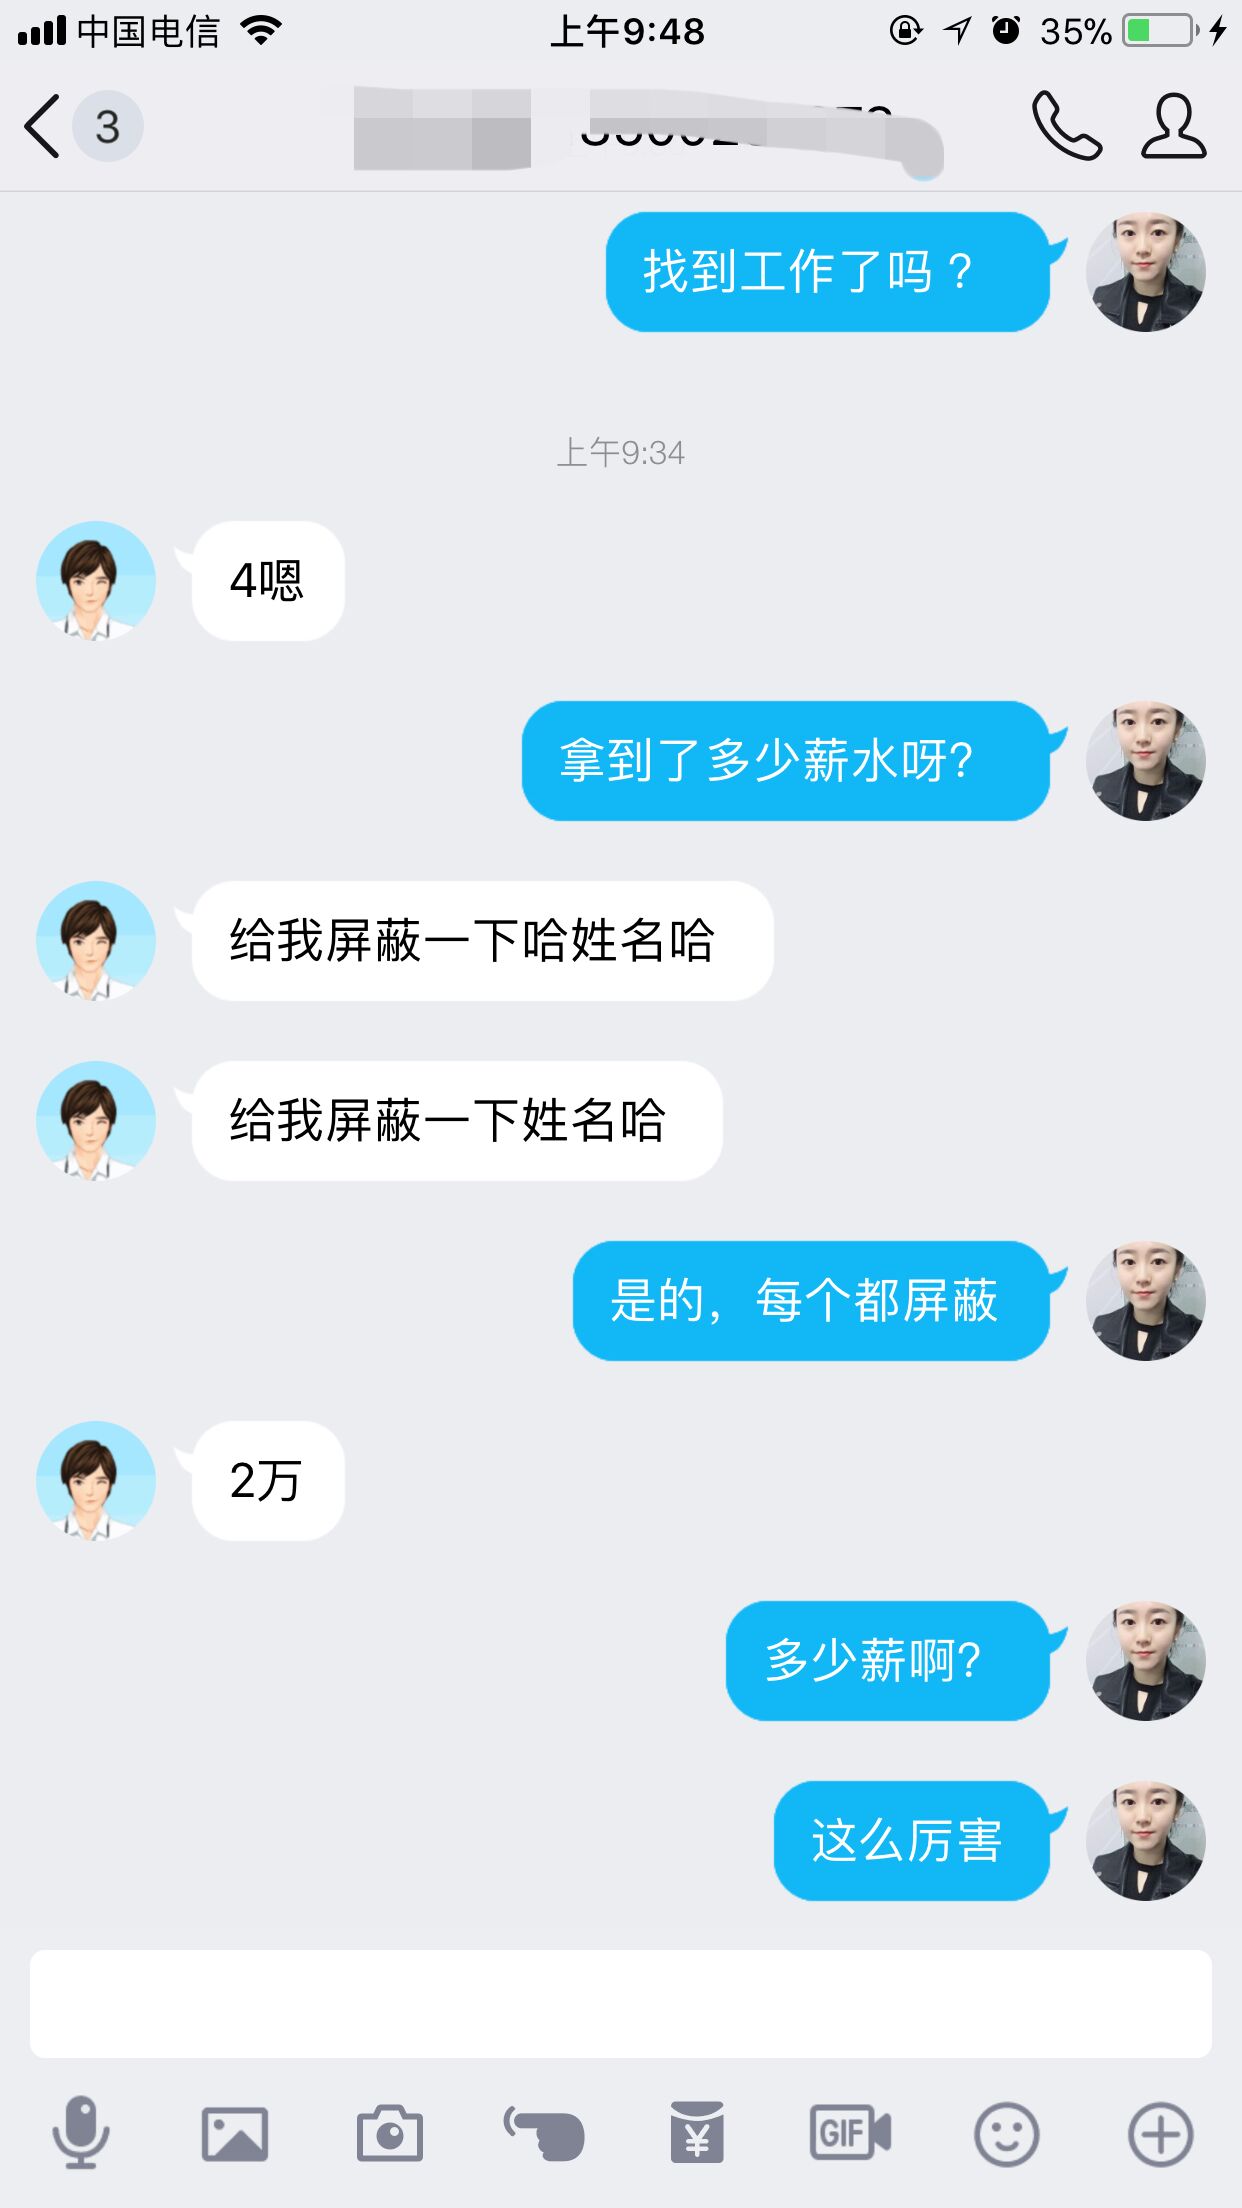 中国电信
上午9:48
35%
3
找到工作了吗？
上午9:34
4嗯
拿到了多少薪水呀?
给我屏蔽一下哈姓名哈
给我屏蔽一下姓名哈
是的，每个都屏蔽
2万
多少薪啊?
这么厉害
¥
GIF